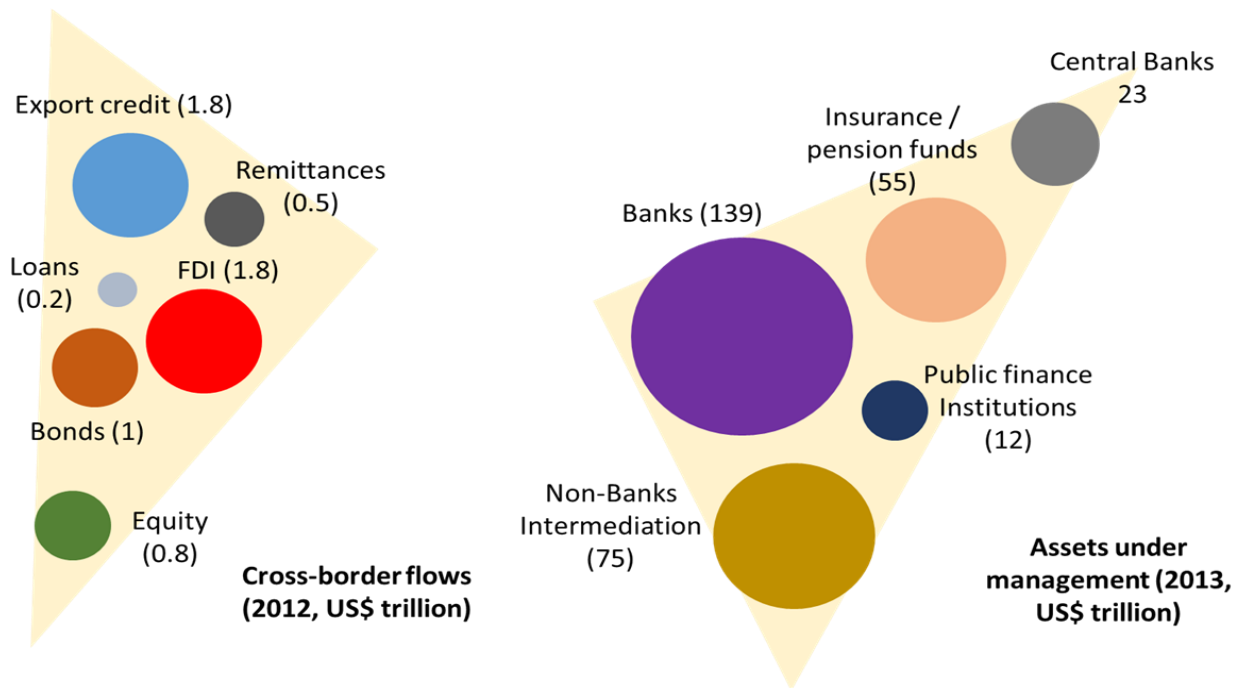 Export credit (1.8)
Remittances
(0.5)
Loans
(0.2)
FDI (1.8)
Bonds (1)
Equity
(0.8)
Cross-border flows
(2012, US$ trillion)
Central Banks
23
Insurance /
pension funds
(55)
Banks (139)
Public finance
Institutions
(12)
Non-Banks
Intermediation
(75)
Assets under
management (2013,
US$ trillion)